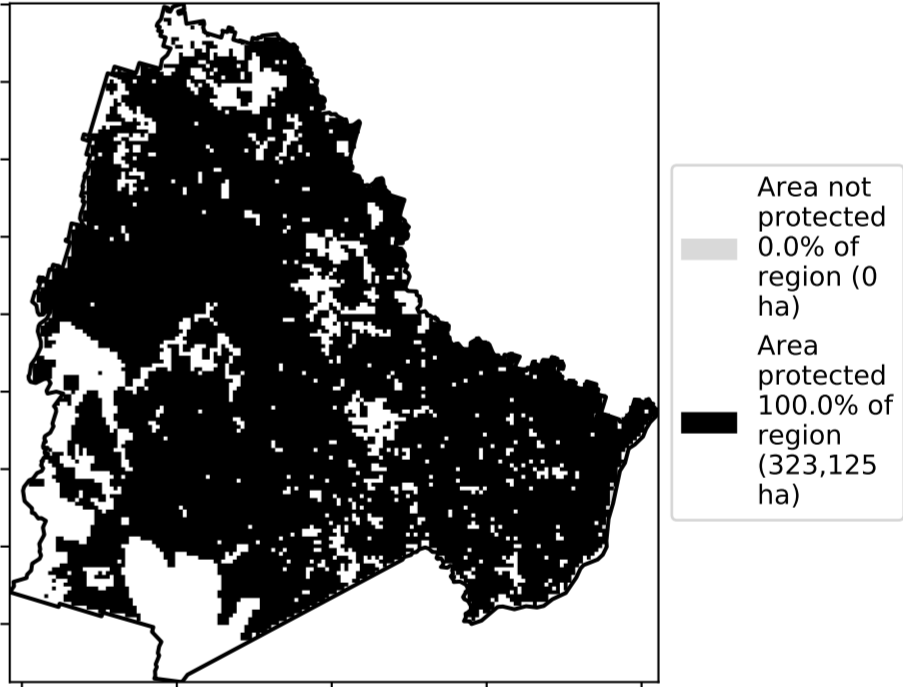 Area not
protected
0.0% of
region (0
ha)
Area
protected
100.0% of
region
(323,125
ha)